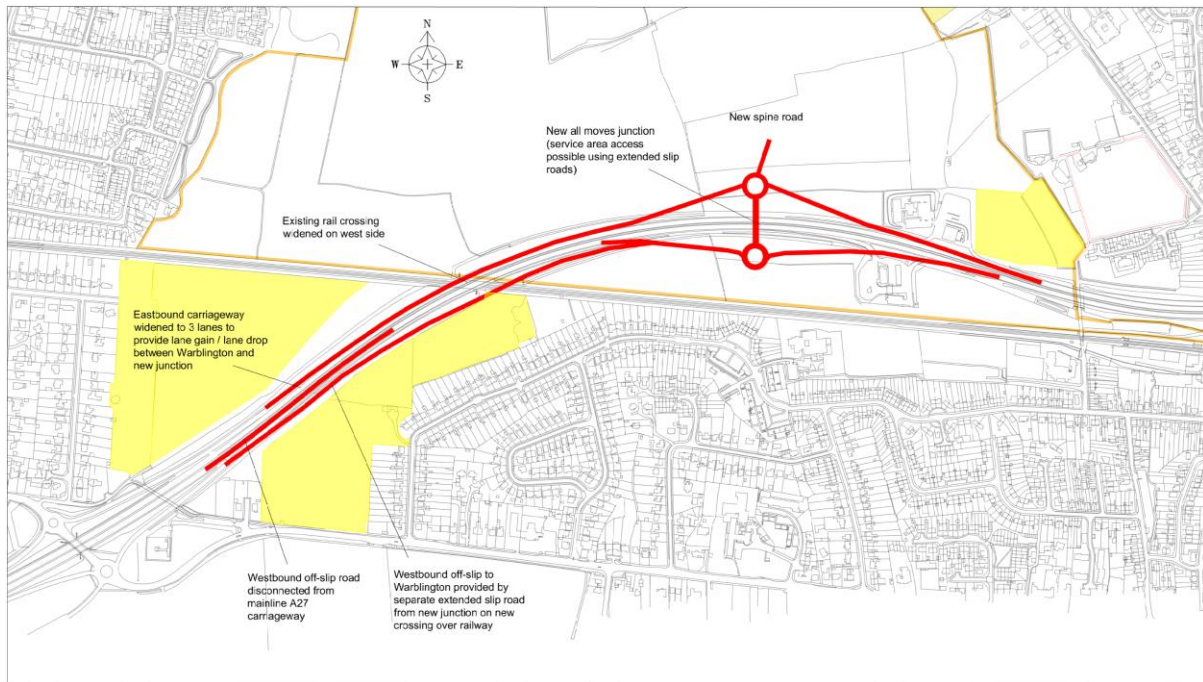 N
W E
S
New spine road
New all moves junction
(service area access
possible using extended slip
roads)
Existing rail crossing
widened on west side
Eastbound carriageway
widened to 3 lanes to
provide lane gain / lane drop
between Warblington and
new junction
Westbound off-slip road
disconnected from
mainline A27
carriageway
Westbound off-slip to
Warblington provided by
separate extended slip road
from new junction on new
crossing over railway